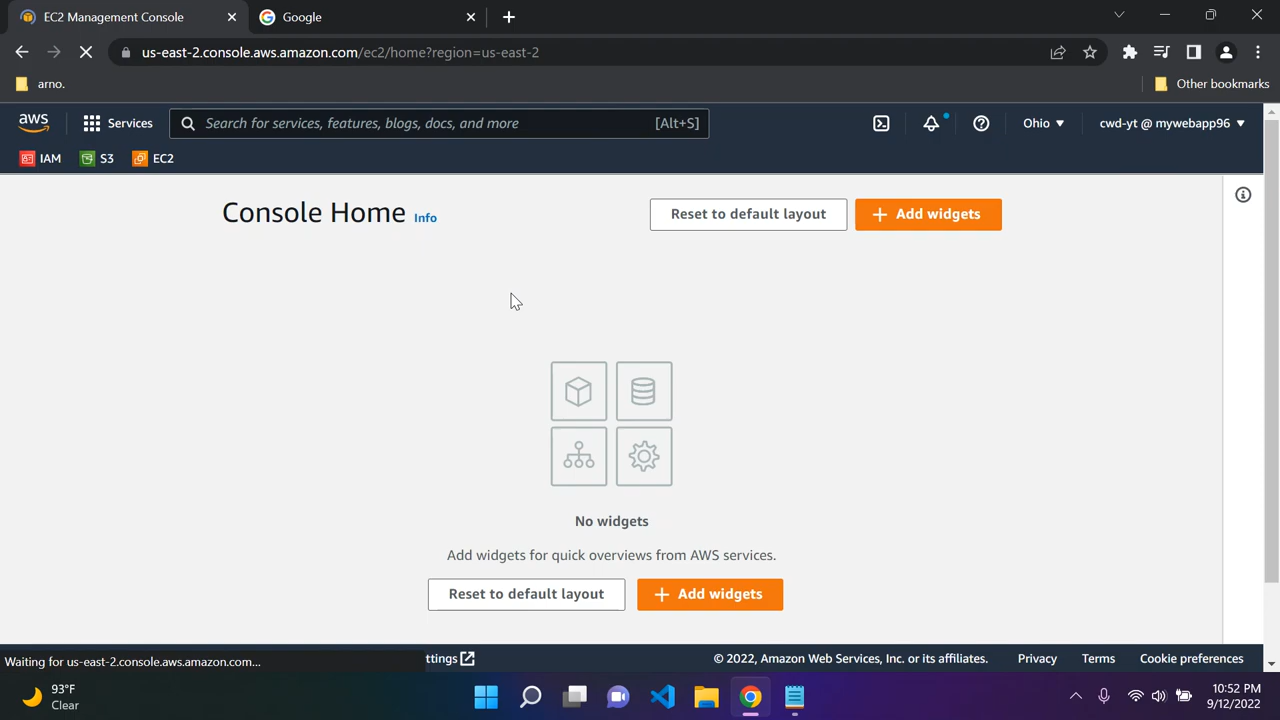 EC2 Management Console
Google
us-east-2.console.aws.amazon.com/ec2/home?region=us-east-2
arno.
Other bookmarks
aws
Services
Search for services, features, blogs, docs, and more
[Alt+S]
Ohio
cwd-yt @ mywebapp96
IAM
S3
EC2
Console Home
Info
Reset to default layout
Add widgets
No widgets
Add widgets for quick overviews from AWS services.
Reset to default layout
Add widgets
Waiting for us-east-2.console.aws.amazon.com...
ttings
© 2022, Amazon Web Services, Inc. or its affiliates.
Privacy
Terms
Cookie preferences
93°F
Clear
10:52 PM
9/12/2022